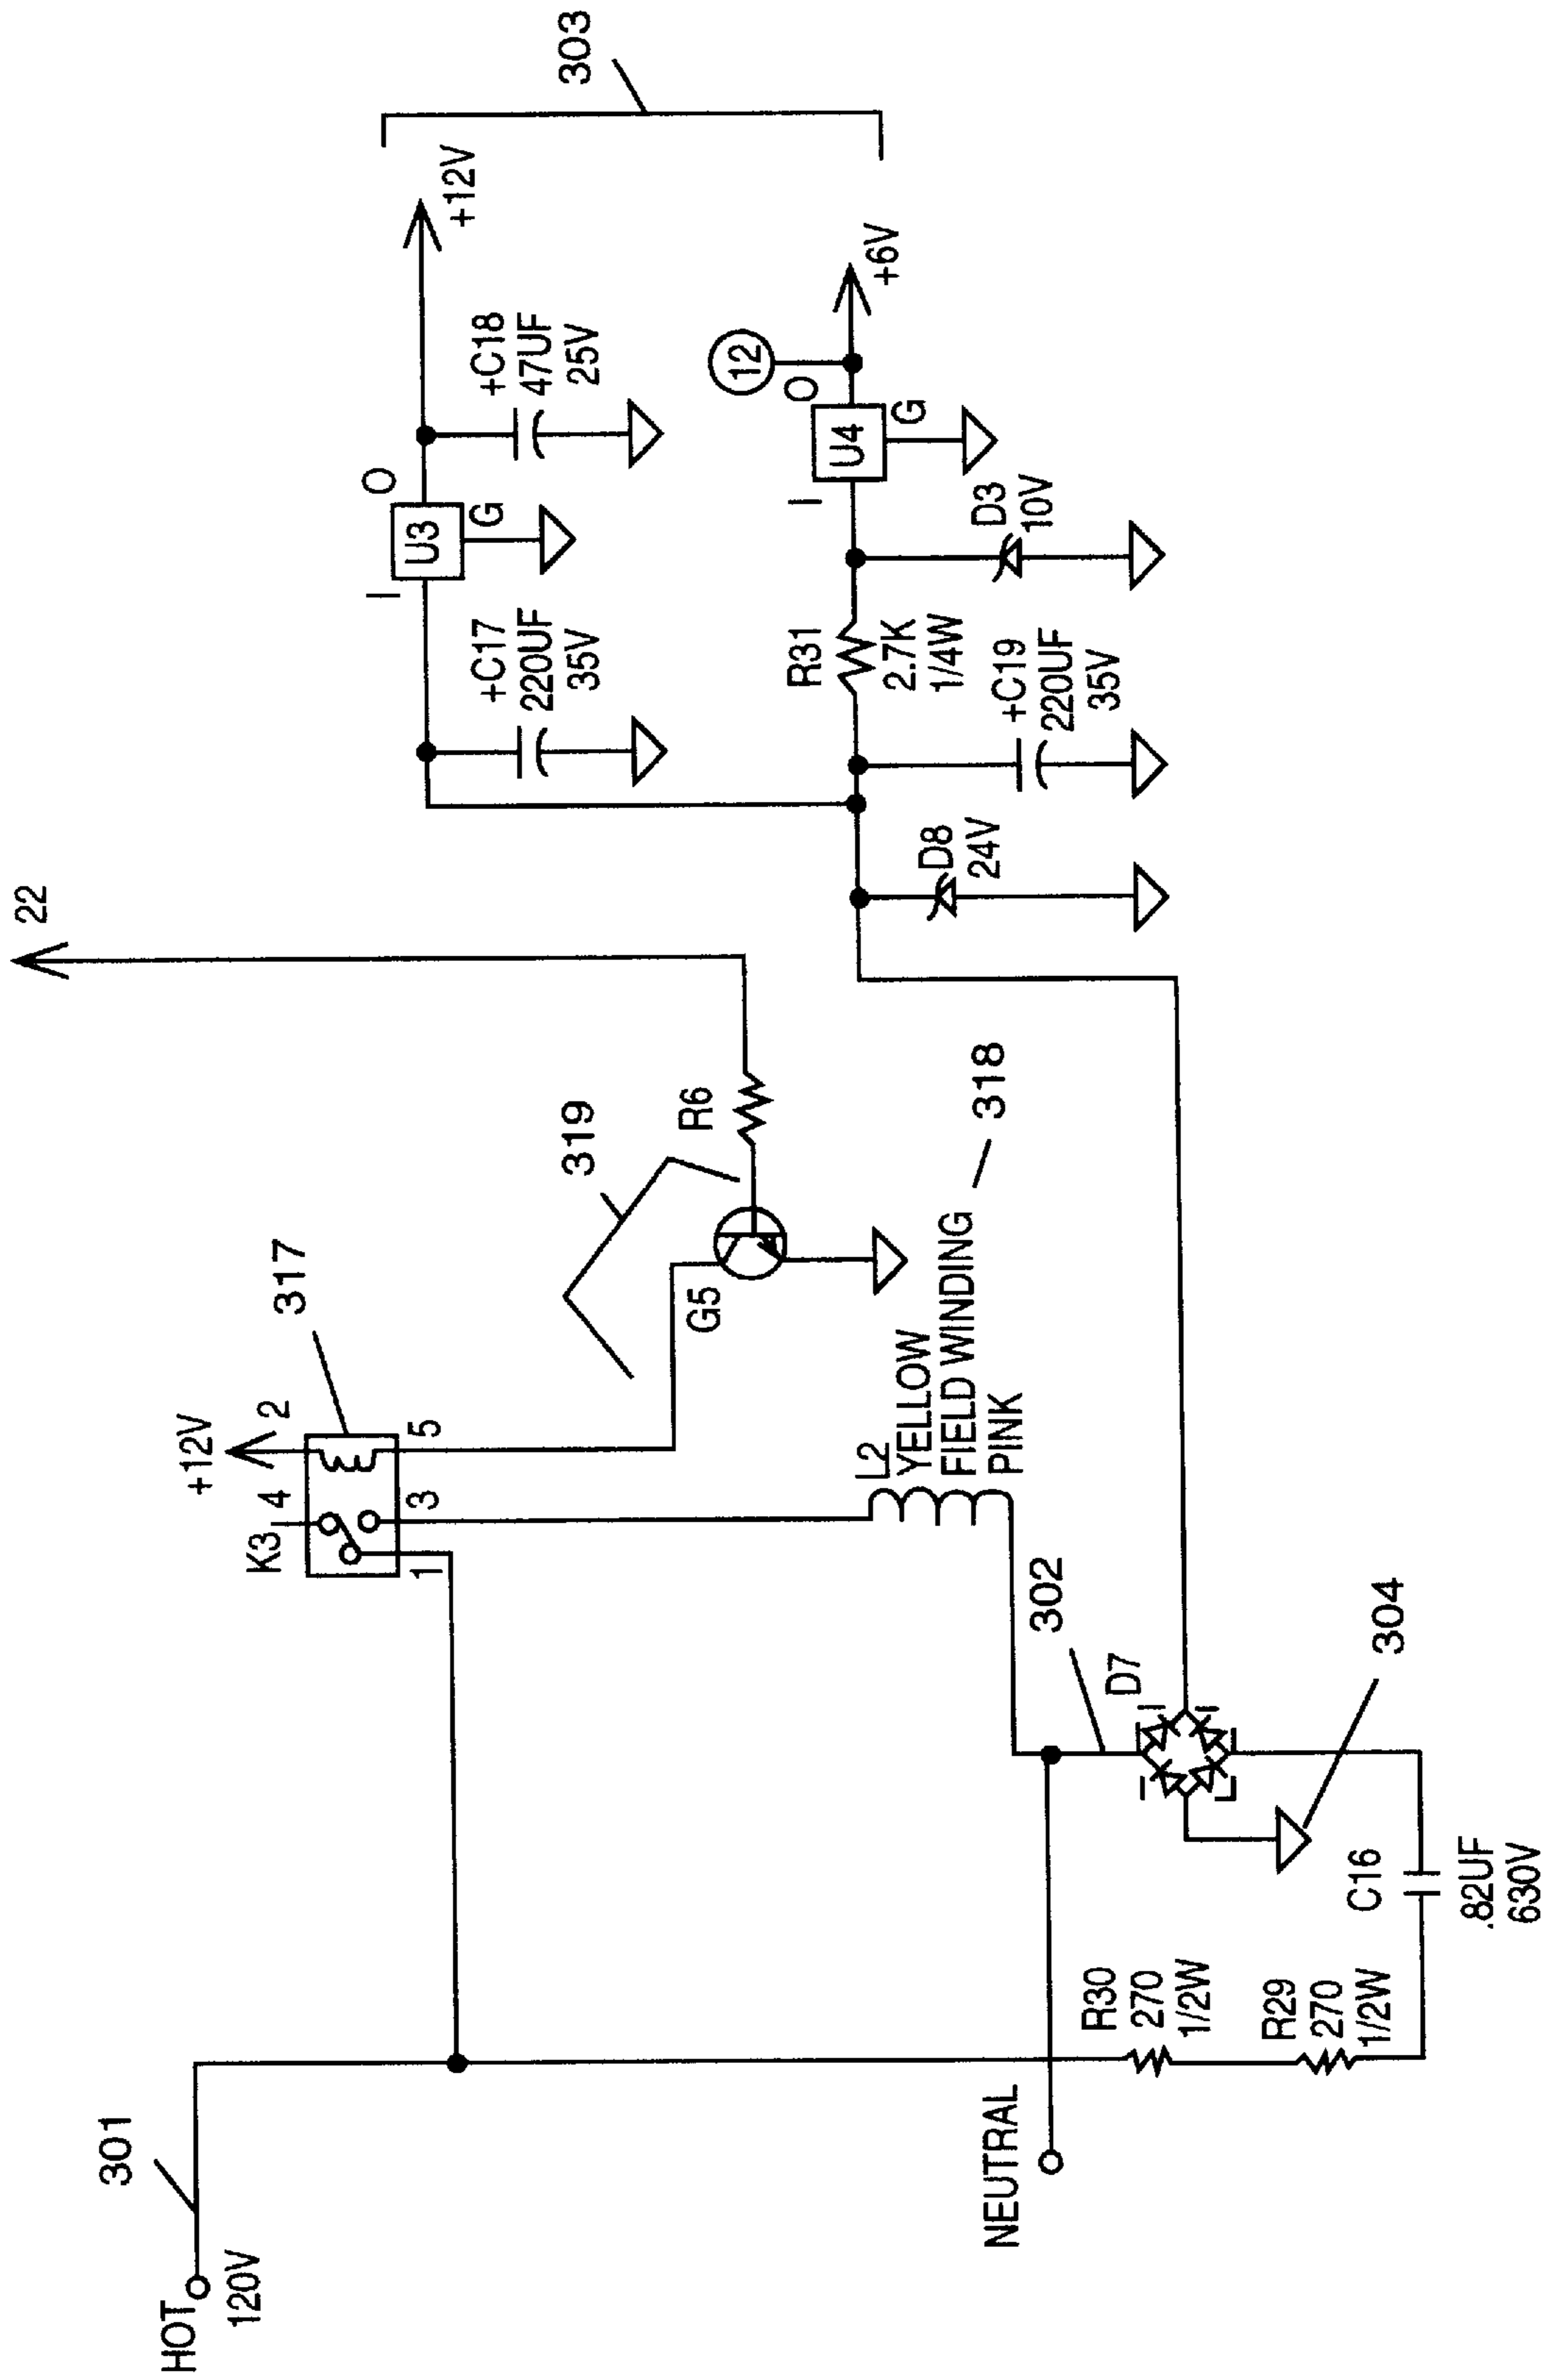 HOT
120V
301
NEUTRAL
R30
270
1/2W
R29
270
1/2W
C16
.82UF
630V
304
302
D7
K3
4
+12V
2
1
3
5
317
L2
YELLOW
FIELD WINDING
PINK
318
G5
319
R6
22
D8
24V
+C17
220UF
35V
I
U3
O
G
+C18
47UF
25V
+12V
R31
2.7K
1/4W
+C19
220UF
35V
D3
10V
I
U4
O
G
12
+6V
303